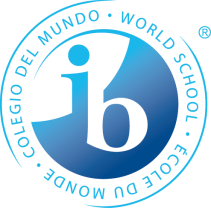 COLEGIO DEL MUNDO · WORLD SCHOOL · ÉCOLE DU MONDE ·
®
ib